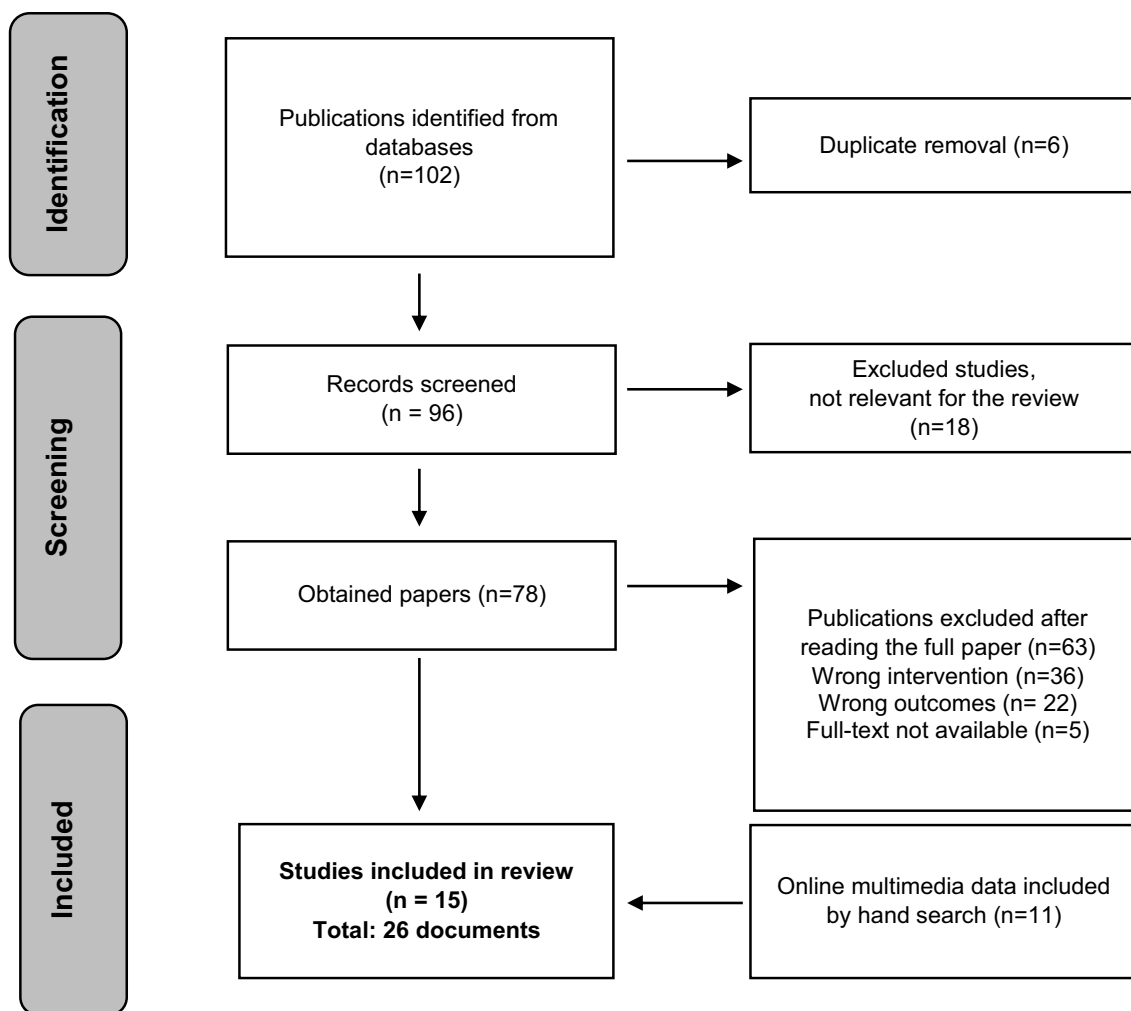 Identification
Publications identified from
databases
(n=102)
Duplicate removal (n=6)
Screening
Records screened
(n = 96)
Excluded studies,
not relevant for the review
(n=18)
Obtained papers (n=78)
Publications excluded after
reading the full paper (n=63)
Wrong intervention (n=36)
Wrong outcomes (n= 22)
Full-text not available (n=5)
Included
Studies included in review
(n = 15)
Total: 26 documents
Online multimedia data included
by hand search (n=11)